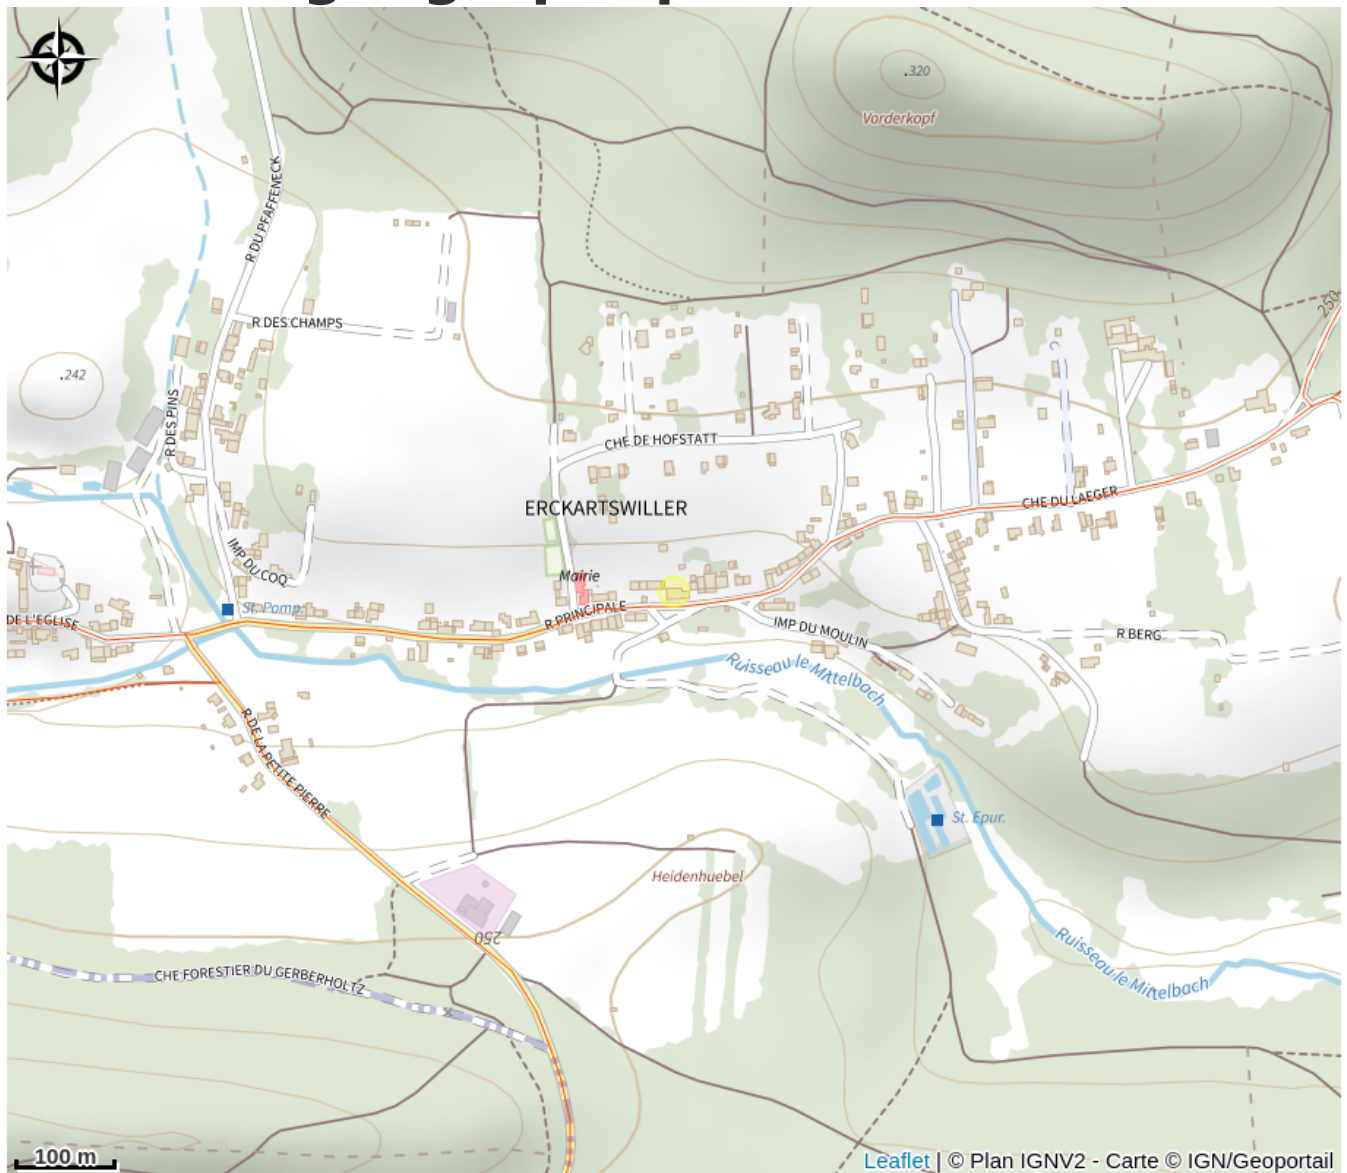 .320
Vorderkopf
R DU PFAFFENECK
250
R DES CHAMPS
.242
R DES PINS
CHE DE HOFSTATT
CHE DU LAEGER
ERCKARTSWILLER
IMP DU COQ
Mairie
St. Pomp.
R PRINCIPALE
DE L'EGLISE
IMP DU MOULIN
R BERG
Ruisseau le Mittelbach
R DE LA PETITE PIERRE
St. Epur.
Heidenhuebel
250
Ruisseau le Mittelbach
CHE FORESTIER DU GERBERHOLTZ
100 m
Leaflet | © Plan IGNV2 - Carte © IGN/Geoportail